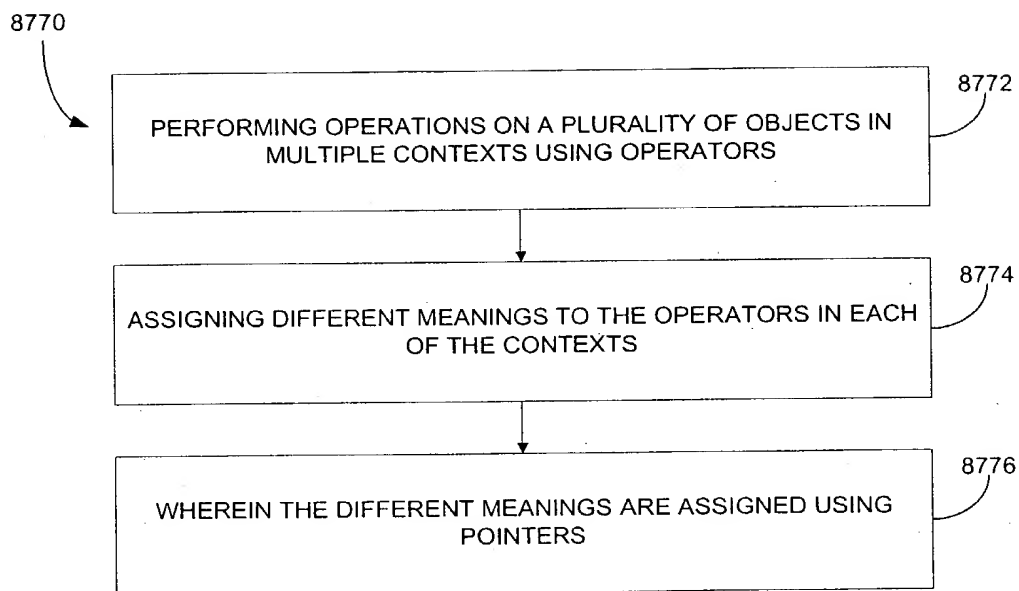 8770
8772
PERFORMING OPERATIONS ON A PLURALITY OF OBJECTS IN
MULTIPLE CONTEXTS USING OPERATORS
8774
ASSIGNING DIFFERENT MEANINGS TO THE OPERATORS IN EACH
OF THE CONTEXTS
8776
WHEREIN THE DIFFERENT MEANINGS ARE ASSIGNED USING
POINTERS